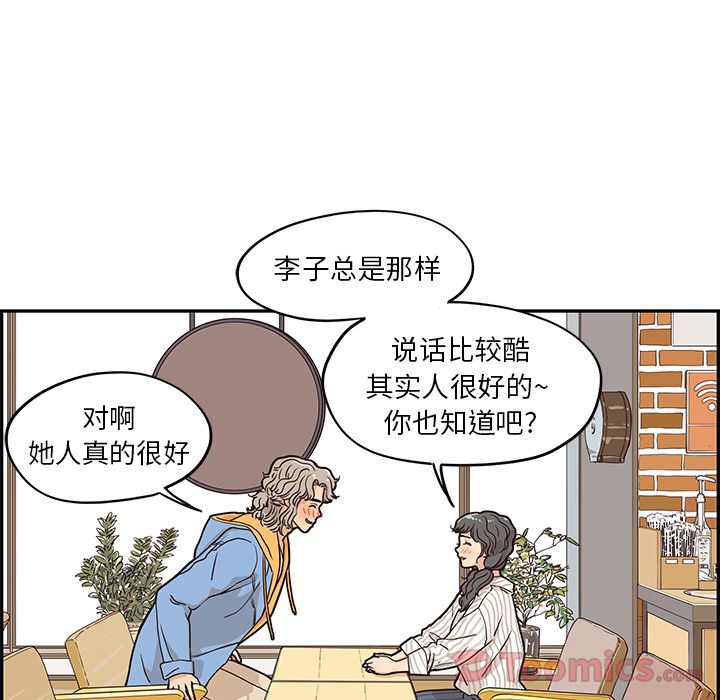 李子总是那样
说话比较酷
其实人很好的~
你也知道吧?
对啊
她人真的很好
Toomics.com